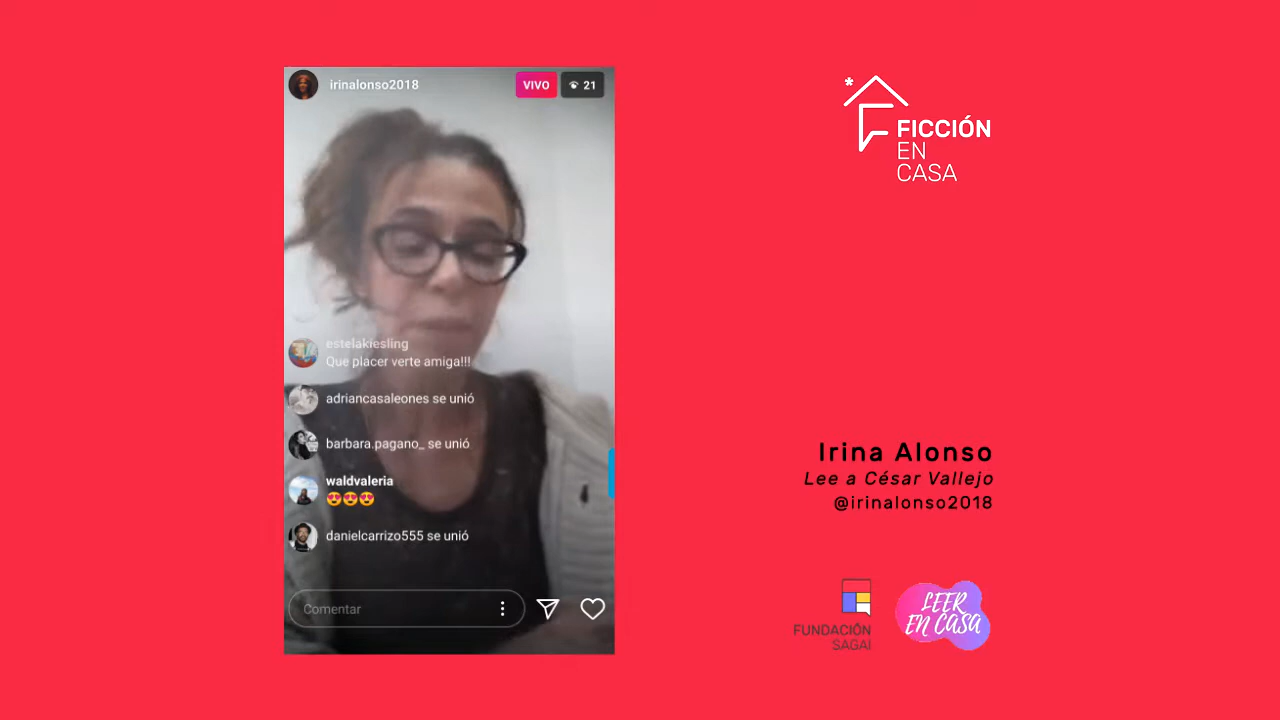 irinalonso2018
VIVO
21
estelakiesling
Que placer verte amiga!!!
adriancasaleones se unió
barbara.pagano_ se unió
waldvaleria
😍😍😍
danielcarrizo555 se unió
Comentar
* FICCIÓN
EN
CASA
Irina Alonso
Lee a César Vallejo
@irinalonso2018
FUNDACIÓN
SAGAI
LEER
EN CASA